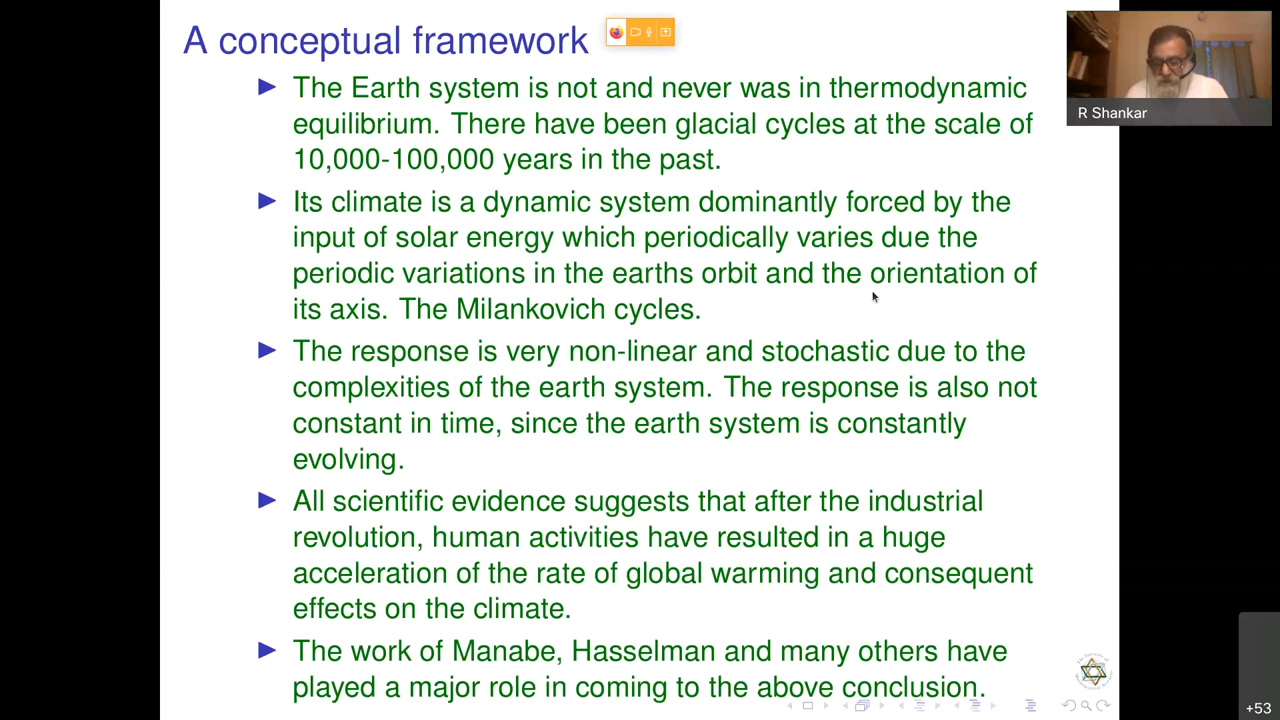 A conceptual framework
The Earth system is not and never was in thermodynamic
equilibrium. There have been glacial cycles at the scale of
10,000-100,000 years in the past.
Its climate is a dynamic system dominantly forced by the
input of solar energy which periodically varies due the
periodic variations in the earths orbit and the orientation of
its axis. The Milankovich cycles.
The response is very non-linear and stochastic due to the
complexities of the earth system. The response is also not
constant in time, since the earth system is constantly
evolving.
All scientific evidence suggests that after the industrial
revolution, human activities have resulted in a huge
acceleration of the rate of global warming and consequent
effects on the climate.
The work of Manabe, Hasselman and many others have
played a major role in coming to the above conclusion.
R Shankar
+53